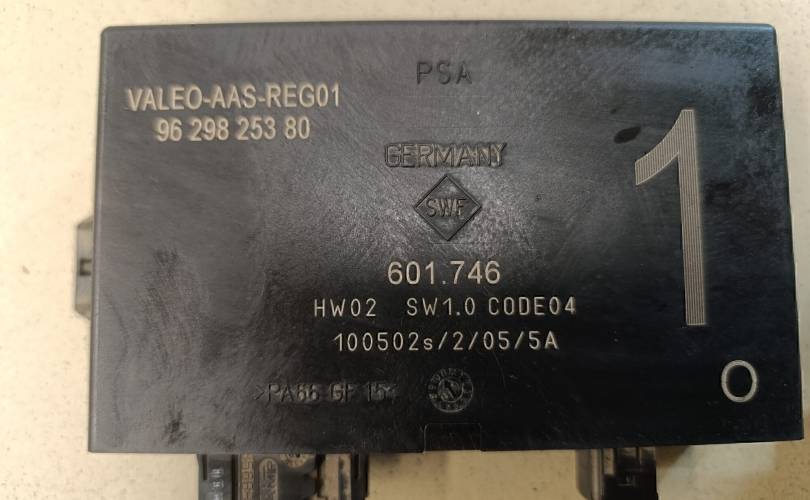 PSA
VALEO-AAS-REG01
96 298 253 80
1
GERMANY
SWF
601.746
HW02 SW1.0 CODE04
100502s/2/05/5A
>PA66 GF 15<
O